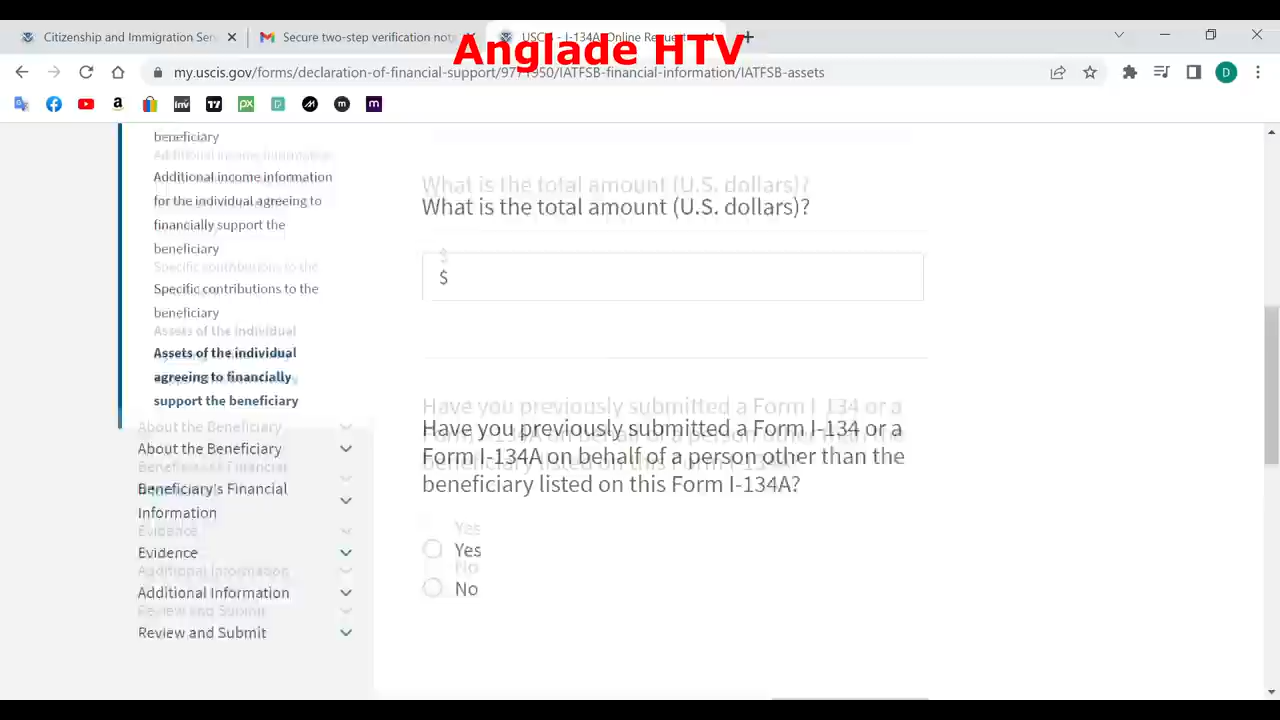 Citizenship and Immigration Ser
Secure two-step verification not
USCIS - I-134A Online Request
Anglade HTV
my.uscis.gov/forms/declaration-of-financial-support/9771950/IATFSB-financial-information/IATFSB-assets
D
beneficiary
Additional income information
for the individual agreeing to
financially support the
beneficiary
Specific contributions to the
beneficiary
Assets of the individual
agreeing to financially
support the beneficiary
About the Beneficiary
Beneficiary's Financial
Information
Evidence
Additional Information
Review and Submit
What is the total amount (U.S. dollars)?
$
Have you previously submitted a Form I-134 or a
Form I-134A on behalf of a person other than the
beneficiary listed on this Form I-134A?
Yes
No